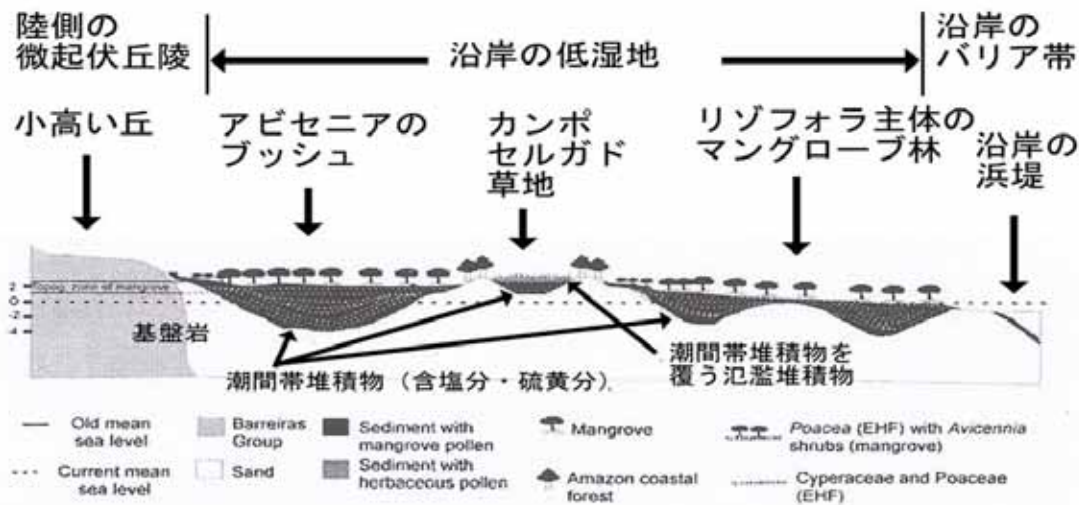 陸側の
微起伏丘陵
沿岸の低湿地
沿岸の
バリア帯
小高い丘
アビセニアの
ブッシュ
カンポ
セルガド
草地
リゾフォラ主体の
マングローブ林
沿岸の
浜堤
2
0
-2
-4
Topog. zone of mangrove
基盤岩
潮間帯堆積物（含塩分・硫黄分）
潮間帯堆積物を
覆う氾濫堆積物
Old mean
sea level
Barreiras
Group
Sediment with
mangrove pollen
Mangrove
Poacea (EHF) with Avicennia
shrubs (mangrove)
Current mean
sea level
Sand
Sediment with
herbaceous pollen
Amazon coastal
forest
Cyperaceae and Poaceae
(EHF)